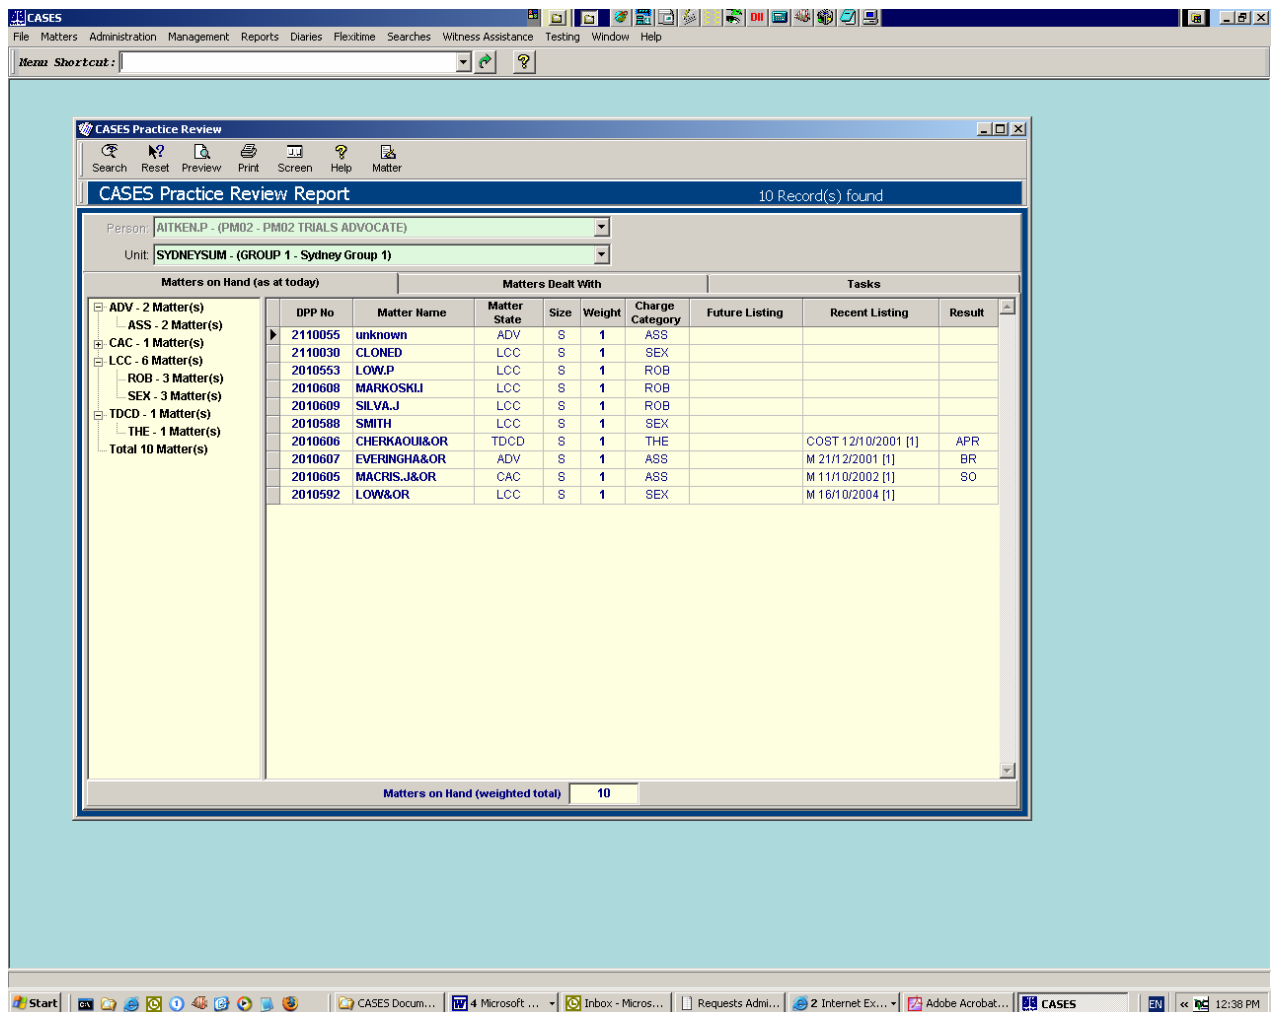 CASES
File Matters Administration Management Reports Diaries Flexitime Searches Witness Assistance Testing Window Help
Menu Shortcut:
CASES Practice Review
Search Reset Preview Print Screen Help Matter
CASES Practice Review Report 10 Record(s) found
Person: AITKEN.P - (PM02 - PM02 TRIALS ADVOCATE)
Unit: SYDNEYSUM - (GROUP 1 - Sydney Group 1)
Matters on Hand (as at today) Matters Dealt With Tasks
ADV - 2 Matter(s)
ASS - 2 Matter(s)
CAC - 1 Matter(s)
LCC - 6 Matter(s)
ROB - 3 Matter(s)
SEX - 3 Matter(s)
TDCD - 1 Matter(s)
THE - 1 Matter(s)
Total 10 Matter(s)
DPP No Matter Name Matter State Size Weight Charge Category Future Listing Recent Listing Result
2110055 unknown ADV S 1 ASS
2110030 CLONED LCC S 1 SEX
2010553 LOW.P LCC S 1 ROB
2010608 MARKOSKI.I LCC S 1 ROB
2010609 SILVA.J LCC S 1 ROB
2010588 SMITH LCC S 1 SEX
2010606 CHERKAOUI&OR TDCD S 1 THE COST 12/10/2001 [1] APR
2010607 EVERINGHA&OR ADV S 1 ASS M 21/12/2001 [1] BR
2010605 MACRIS.J&OR CAC S 1 ASS M 11/10/2002 [1] SO
2010592 LOW&OR LCC S 1 SEX M 16/10/2004 [1]
Matters on Hand (weighted total) 10
Start CASES Docum... 4 Microsoft ... Inbox - Micros... Requests Admi... 2 Internet Ex... Adobe Acrobat... CASES EN 12:38 PM